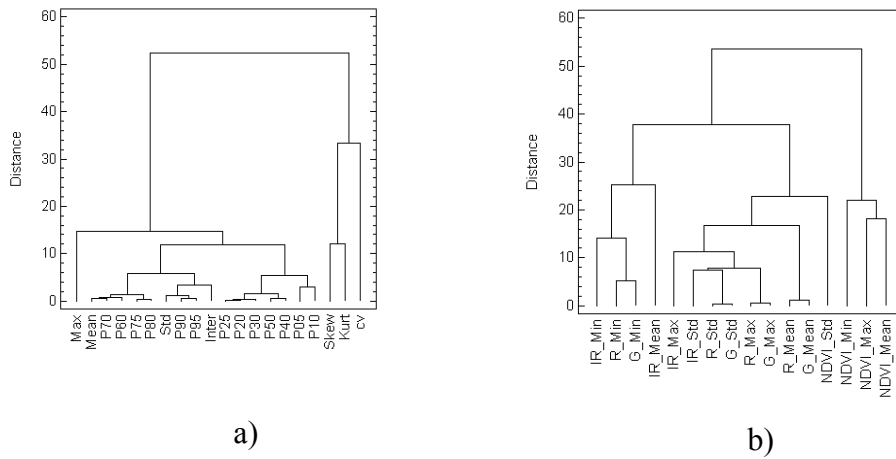 60
50
40
30
20
10
0
Distance
Max
Mean
P70
P60
P75
P80
Std
P90
P95
Inter
P25
P20
P30
P50
P40
P05
P10
Skew
Kurt
cv
a)
60
50
40
30
20
10
0
Distance
IR_Min
R_Min
G_Min
IR_Mean
IR_Max
IR_Std
R_Std
G_Std
R_Max
G_Max
R_Mean
G_Mean
NDVI_Std
NDVI_Min
NDVI_Max
NDVI_Mean
b)